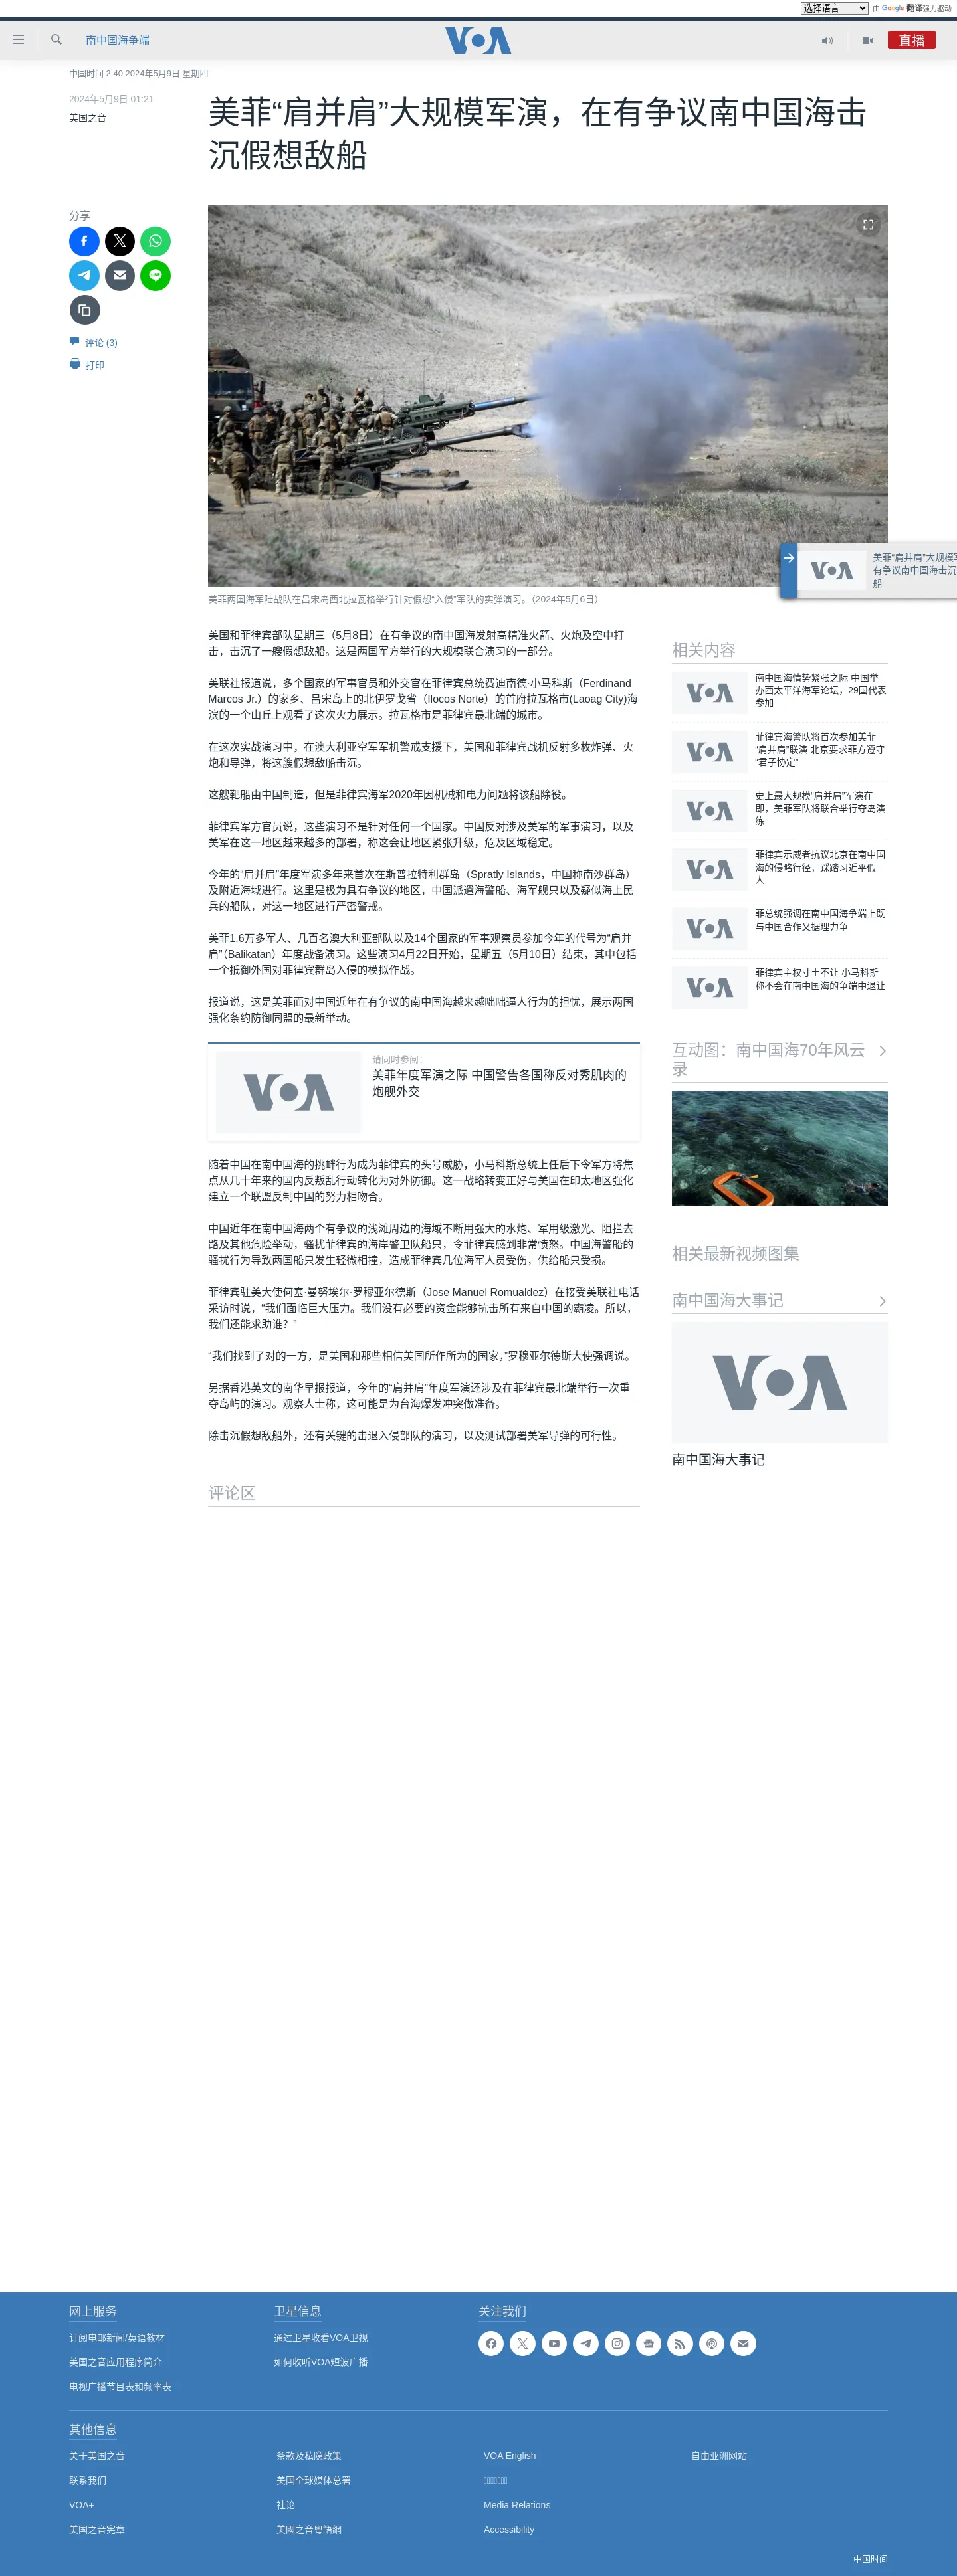 选择语言
由 Google 翻译强力驱动
南中国海争端
VOA
直播
中国时间 2:40 2024年5月9日 星期四
2024年5月9日 01:21
美国之音
美菲“肩并肩”大规模军演，在有争议南中国海击
沉假想敌船
分享
评论 (3)
打印
美菲两国海军陆战队在吕宋岛西北拉瓦格举行针对假想“入侵”军队的实弹演习。（2024年5月6日）
VOA
美菲“肩并肩”大规模军
有争议南中国海击沉
船
美国和菲律宾部队星期三（5月8日）在有争议的南中国海发射高精准火箭、火炮及空中打
击，击沉了一艘假想敌船。这是两国军方举行的大规模联合演习的一部分。
美联社报道说，多个国家的军事官员和外交官在菲律宾总统费迪南德·小马科斯（Ferdinand
Marcos Jr.）的家乡、吕宋岛上的北伊罗戈省（Ilocos Norte）的首府拉瓦格市(Laoag City)海
滨的一个山丘上观看了这次火力展示。拉瓦格市是菲律宾最北端的城市。
在这次实战演习中，在澳大利亚空军军机警戒支援下，美国和菲律宾战机反射多枚炸弹、火
炮和导弹，将这艘假想敌船击沉。
这艘靶船由中国制造，但是菲律宾海军2020年因机械和电力问题将该船除役。
菲律宾军方官员说，这些演习不是针对任何一个国家。中国反对涉及美军的军事演习，以及
美军在这一地区越来越多的部署，称这会让地区紧张升级，危及区域稳定。
今年的“肩并肩”年度军演多年来首次在斯普拉特利群岛（Spratly Islands，中国称南沙群岛）
及附近海域进行。这里是极为具有争议的地区，中国派遣海警船、海军舰只以及疑似海上民
兵的船队，对这一地区进行严密警戒。
美菲1.6万多军人、几百名澳大利亚部队以及14个国家的军事观察员参加今年的代号为“肩并
肩”（Balikatan）年度战备演习。这些演习4月22日开始，星期五（5月10日）结束，其中包括
一个抵御外国对菲律宾群岛入侵的模拟作战。
报道说，这是美菲面对中国近年在有争议的南中国海越来越咄咄逼人行为的担忧，展示两国
强化条约防御同盟的最新举动。
VOA
请同时参阅：
美菲年度军演之际 中国警告各国称反对秀肌肉的
炮舰外交
随着中国在南中国海的挑衅行为成为菲律宾的头号威胁，小马科斯总统上任后下令军方将焦
点从几十年来的国内反叛乱行动转化为对外防御。这一战略转变正好与美国在印太地区强化
建立一个联盟反制中国的努力相吻合。
中国近年在南中国海两个有争议的浅滩周边的海域不断用强大的水炮、军用级激光、阻拦去
路及其他危险举动，骚扰菲律宾的海岸警卫队船只，令菲律宾感到非常愤怒。中国海警船的
骚扰行为导致两国船只发生轻微相撞，造成菲律宾几位海军人员受伤，供给船只受损。
菲律宾驻美大使何塞·曼努埃尔·罗穆亚尔德斯（Jose Manuel Romualdez）在接受美联社电话
采访时说，“我们面临巨大压力。我们没有必要的资金能够抗击所有来自中国的霸凌。所以，
我们还能求助谁？”
“我们找到了对的一方，是美国和那些相信美国所作所为的国家，”罗穆亚尔德斯大使强调说。
另据香港英文的南华早报报道，今年的“肩并肩”年度军演还涉及在菲律宾最北端举行一次重
夺岛屿的演习。观察人士称，这可能是为台海爆发冲突做准备。
除击沉假想敌船外，还有关键的击退入侵部队的演习，以及测试部署美军导弹的可行性。
评论区
相关内容
VOA
南中国海情势紧张之际 中国举
办西太平洋海军论坛，29国代表
参加
VOA
菲律宾海警队将首次参加美菲
“肩并肩”联演 北京要求菲方遵守
“君子协定”
VOA
史上最大规模“肩并肩”军演在
即，美菲军队将联合举行夺岛演
练
VOA
菲律宾示威者抗议北京在南中国
海的侵略行径，踩踏习近平假
人
VOA
菲总统强调在南中国海争端上既
与中国合作又据理力争
VOA
菲律宾主权寸土不让 小马科斯
称不会在南中国海的争端中退让
互动图：南中国海70年风云
录
相关最新视频图集
南中国海大事记
VOA
南中国海大事记
网上服务
订阅电邮新闻/英语教材
美国之音应用程序简介
电视广播节目表和频率表
卫星信息
通过卫星收看VOA卫视
如何收听VOA短波广播
关注我们
其他信息
关于美国之音
联系我们
VOA+
美国之音宪章
条款及私隐政策
美国全球媒体总署
社论
美國之音粵語網
VOA English
Media Relations
Accessibility
自由亚洲网站
中国时间